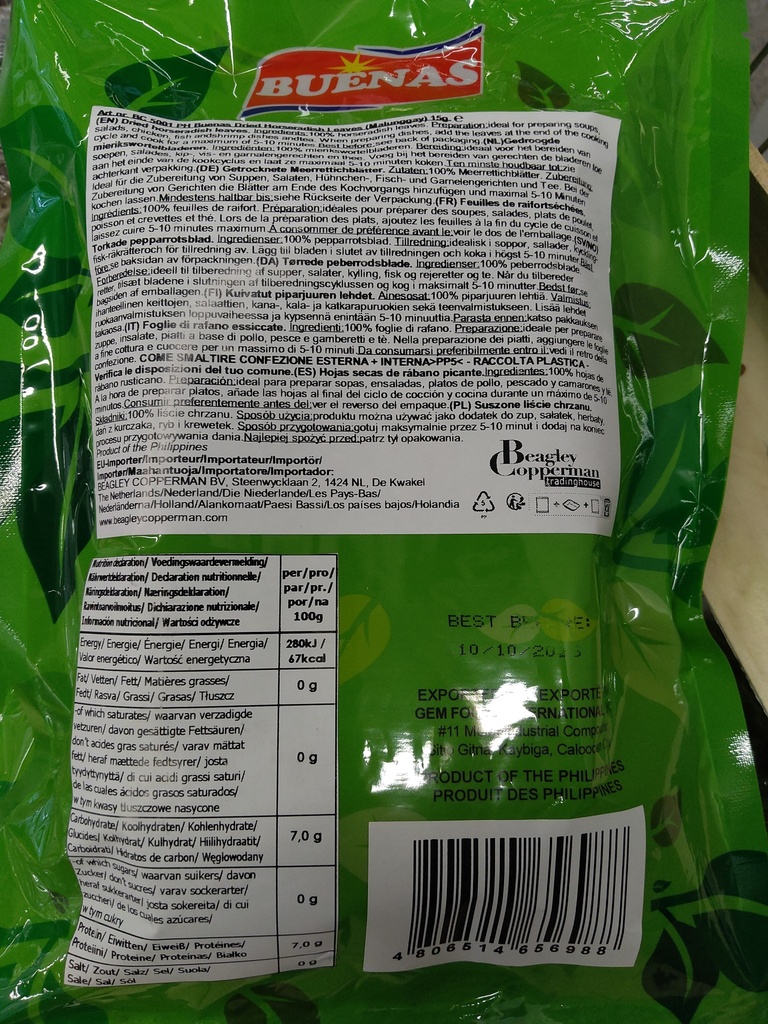 BUENAS
Art.nr. BC 5001 PH Buenas Dried Horseradish Leaves (Malunggay) 15g. e
(EN) Dried horseradish leaves. Ingredients:100% horseradish leaves. Preparation:ideal for preparing soups,
salads, chicken, fish and shrimp dishes and tea. When preparing dishes, add the leaves at the end of the cooking
cycle and cook for a maximum of 5-10 minutes. Best before:see back of packaging.(NL)Gedroogde
mierikswortelbladeren. Ingrediënten:100% mierikswortelbladeren. Bereiding:ideaal voor het bereiden van
soepen, salades, kip-, vis- en garnalengerechten en thee. Voeg bij het bereiden van gerechten de bladeren toe
aan het einde van de kookcyclus en laat ze maximaal 5-10 minuten koken.Ten minste houdbaar tot:zie
achterkant verpakking.(DE) Getrocknete Meerrettichblätter. Zutaten:100% Meerrettichblätter. Zubereitung:
Ideal für die Zubereitung von Suppen, Salaten, Hühnchen-, Fisch- und Garnelengerichten und Tee. Bei der
Zubereitung von Gerichten die Blätter am Ende des Kochvorgangs hinzufügen und maximal 5-10 Minuten
kochen lassen.Mindestens haltbar bis:siehe Rückseite der Verpackung.(FR) Feuilles de raifortséchées.
Ingrédients:100% feuilles de raifort. Préparation:idéales pour préparer des soupes, salades, plats de poulet,
poisson et crevettes et thé. Lors de la préparation des plats, ajoutez les feuilles à la fin du cycle de cuisson et
laissez cuire 5-10 minutes maximum.À consommer de préférence avant le:voir le dos de l'emballage.(SV/NO)
Torkade pepparrotsblad. Ingredienser:100% pepparrotsblad. Tillredning:idealisk i soppor, sallader, kyckling-
fisk-räkrätteroch för tillredning av. Lägg till bladen i slutet av tillredningen och koka i högst 5-10 minuter.Bäst
före:se baksidan av förpackningen.(DA) Tørrede peberrodsblade. Ingredienser:100% peberrodsblade.
Forberedelse:ideell til tilberedning af supper, salater, kylling, fisk og rejeretter og te. Når du tilbereder
retter, tilsæt bladene i slutningen af tilberedningscyklussen og kog i maksimalt 5-10 minutter.Bedst før:se
bagsiden af emballagen.(FI) Kuivatut piparjuuren lehdet. Ainesosat:100% piparjuuren lehtiä. Valmistus:
ihanteellinen keittojen, salaattien, kana-, kala- ja katkarapuruokien sekä teenvalmistukseen. Lisää lehdet
ruokaanvalmistuksen loppuvaiheessa ja kypsennä enintään 5-10 minuuttia.Parasta ennen:katso pakkauksen
takaosa.(IT) Foglie di rafano essiccate. Ingredienti:100% foglie di rafano. Preparazione:ideale per preparare
zuppe, insalate, piatti a base di pollo, pesce e gamberetti e tè. Nella preparazione dei piatti, aggiungere le foglie
a fine cottura e cuocere per un massimo di 5-10 minuti.Da consumarsi preferibilmente entro il:vedi il retro della
confezione. COME SMALTIRE CONFEZIONE ESTERNA + INTERNA>PP5< - RACCOLTA PLASTICA -
Verifica le disposizioni del tuo comune.(ES) Hojas secas de rábano picante.Ingredientes:100% hojas de
rábano rusticano. Preparación:ideal para preparar sopas, ensaladas, platos de pollo, pescado y camarones y té.
A la hora de preparar platos, añade las hojas al final del ciclo de cocción y cocina durante un máximo de 5-10
minutos.Consumir preferentemente antes del:ver el reverso del empaque.(PL) Suszone liście chrzanu.
Składniki:100% liście chrzanu. Sposób użycia:produktu można używać jako dodatek do zup, sałatek, herbaty,
dań z kurczaka, ryb i krewetek. Sposób przygotowania:gotuj maksymalnie przez 5-10 minut i dodaj na koniec
procesu przygotowywania dania.Najlepiej spożyć przed:patrz tył opakowania.
Product of the Philippines
EU-Importer/Importeur/Importateur/Importör/
Importør/Maahantuoja/Importatore/Importador:
BEAGLEY COPPERMAN BV, Steenwycklaan 2, 1424 NL, De Kwakel
The Netherlands/Nederland/Die Niederlande/Les Pays-Bas/
Nederländerna/Holland/Alankomaat/Paesi Bassi/Los países bajos/Holandia
www.beagleycopperman.com
Beagley
Copperman
tradinghouse
5
PP
Nutrition declaration/ Voedingswaardevermelding/
Nährwertdeklaration/ Declaration nutritionnelle/
Näringsdeklaration/ Næringsdeklaration/
Ravintoarvoilmoitus/ Dichiarazione nutrizionale/
Información nutricional/ Wartości odżywcze
per/pro/
par/pr./
por/na
100g
Energy/ Energie/ Énergie/ Energi/ Energia/
Valor energético/ Wartość energetyczna
280kJ /
67kcal
Fat/ Vetten/ Fett/ Matières grasses/
Fedt/ Rasva/ Grassi/ Grasas/ Tłuszcz
0 g
-of which saturates/ waarvan verzadigde
vetzuren/ davon gesättigte Fettsäuren/
don't acides gras saturés/ varav mättat
fett/ heraf mættede fedtsyrer/ josta
tyydyttynyttä/ di cui acidi grassi saturi/
de las cuales ácidos grasos saturados/
w tym kwasy tłuszczowe nasycone
0 g
Carbohydrate/ Koolhydraten/ Kohlenhydrate/
Glucides/ Kolhydrat/ Kulhydrat/ Hiilihydraatit/
Carboidrati/ Hidratos de carbon/ Węglowodany
7,0 g
-of which sugars/ waarvan suikers/ davon
Zucker/ don't sucres/ varav sockerarter/
heraf sukkerarter/ josta sokereita/ di cui
zuccheri/ de los cuales azúcares/
w tym cukry
0 g
Protein/ Eiwitten/ Eiweiß/ Protéines/
Proteiini/ Proteine/ Proteinas/ Białko
7,0 g
Salt/ Zout/ Salz/ Sel/ Suola/
Sale/ Sal/ Sól
0 g
BEST
10/10/
GEM
#11
Gitna, Kaybiga,
PRODUCT OF THE PHILIPPINES
PRODUIT DES PHILIPPINES
4 806514 656988